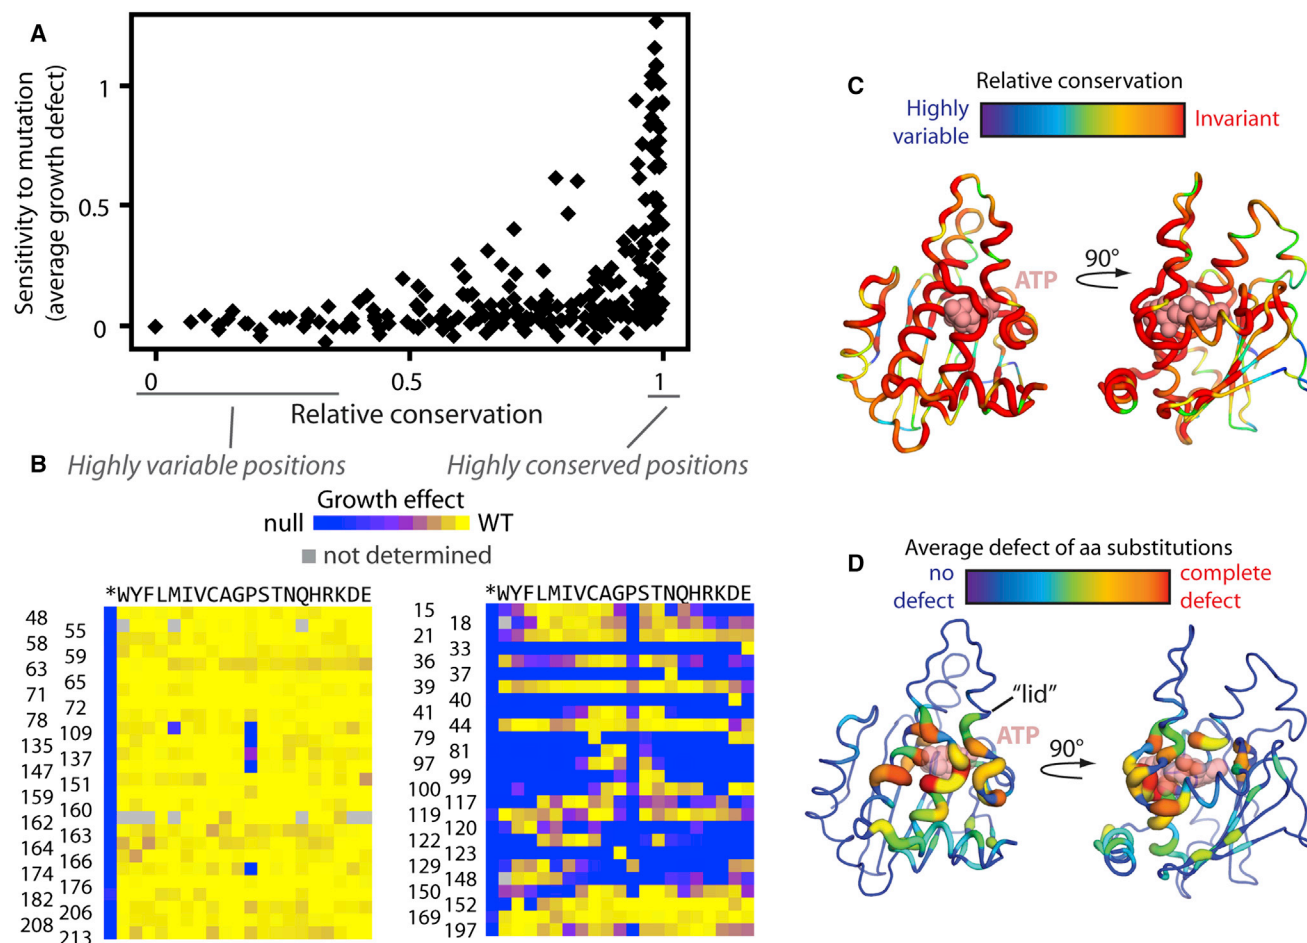 A
Sensitivity to mutation
(average growth defect)
1
0.5
0
0
0.5
1
Relative conservation
Highly variable positions
Highly conserved positions
B
Growth effect
null
WT
not determined
*WYFLMIVCAGPSTNQHRKDE
48
55
58
59
63
65
71
72
78
109
135
137
147
151
159
160
162
163
164
166
174
176
182
206
208
213
*WYFLMIVCAGPSTNQHRKDE
15
18
21
33
36
37
39
40
41
44
79
81
97
99
100
117
119
120
122
123
129
148
150
152
169
197
C
Relative conservation
Highly
variable
Invariant
ATP
90°
D
Average defect of aa substitutions
no
defect
complete
defect
"lid"
ATP
90°